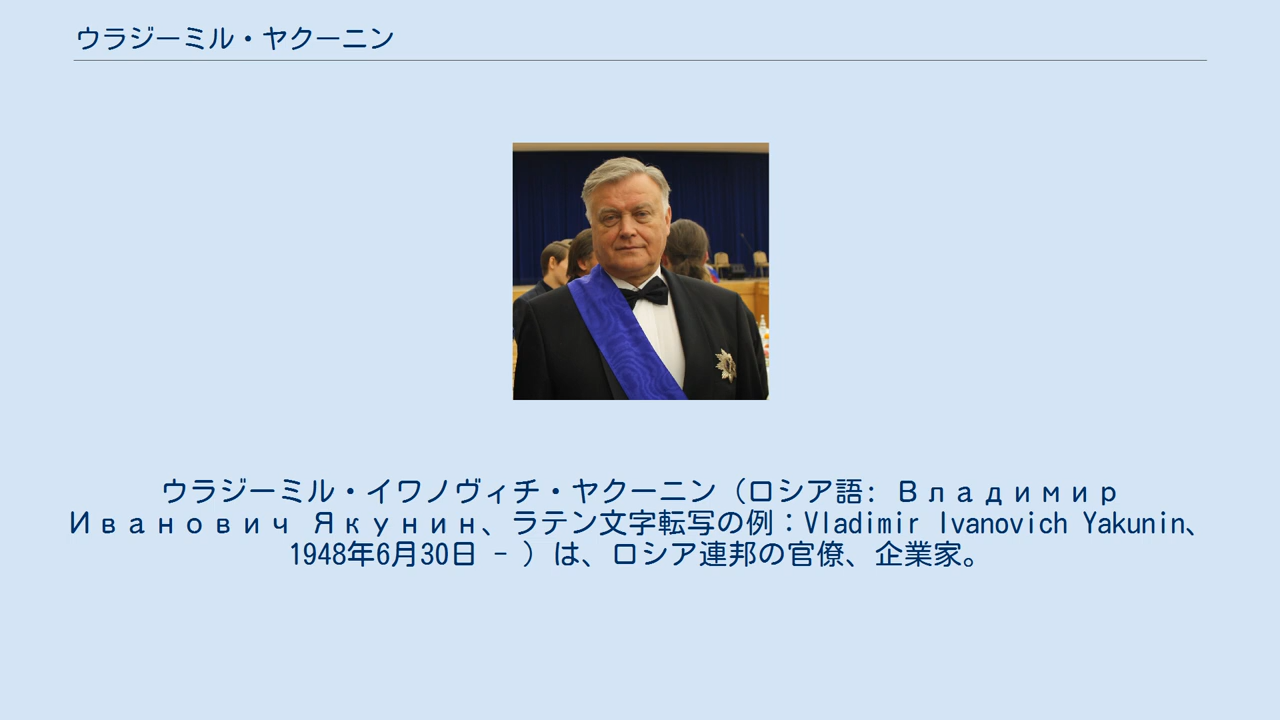 ウラジーミル・ヤクーニン
ウラジーミル・イワノヴィチ・ヤクーニン（ロシア語: Владимир
Иванович Якунин、ラテン文字転写の例：Vladimir Ivanovich Yakunin、
1948年6月30日 - ）は、ロシア連邦の官僚、企業家。